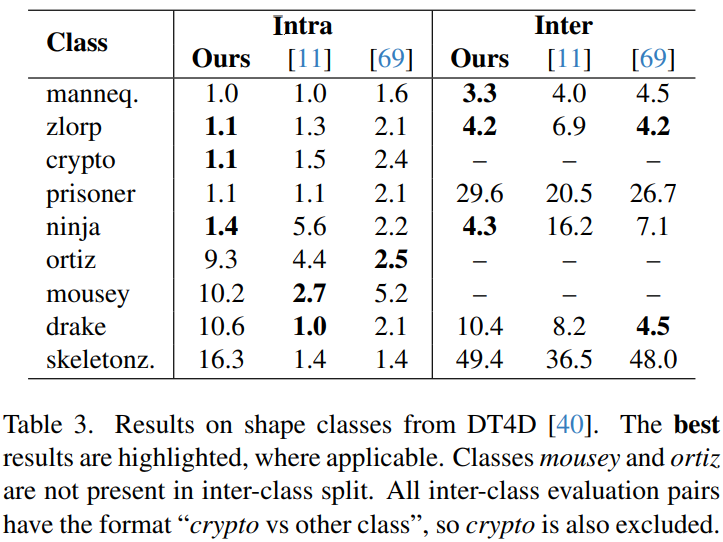 Class Intra Inter
Ours [11] [69] Ours [11] [69]
manneq. 1.0 1.0 1.6 3.3 4.0 4.5
zlorp 1.1 1.3 2.1 4.2 6.9 4.2
crypto 1.1 1.5 2.4 – – –
prisoner 1.1 1.1 2.1 29.6 20.5 26.7
ninja 1.4 5.6 2.2 4.3 16.2 7.1
ortiz 9.3 4.4 2.5 – – –
mousey 10.2 2.7 5.2 – – –
drake 10.6 1.0 2.1 10.4 8.2 4.5
skeletonz. 16.3 1.4 1.4 49.4 36.5 48.0
Table 3. Results on shape classes from DT4D [40]. The best
results are highlighted, where applicable. Classes mousey and ortiz
are not present in inter-class split. All inter-class evaluation pairs
have the format “crypto vs other class”, so crypto is also excluded.